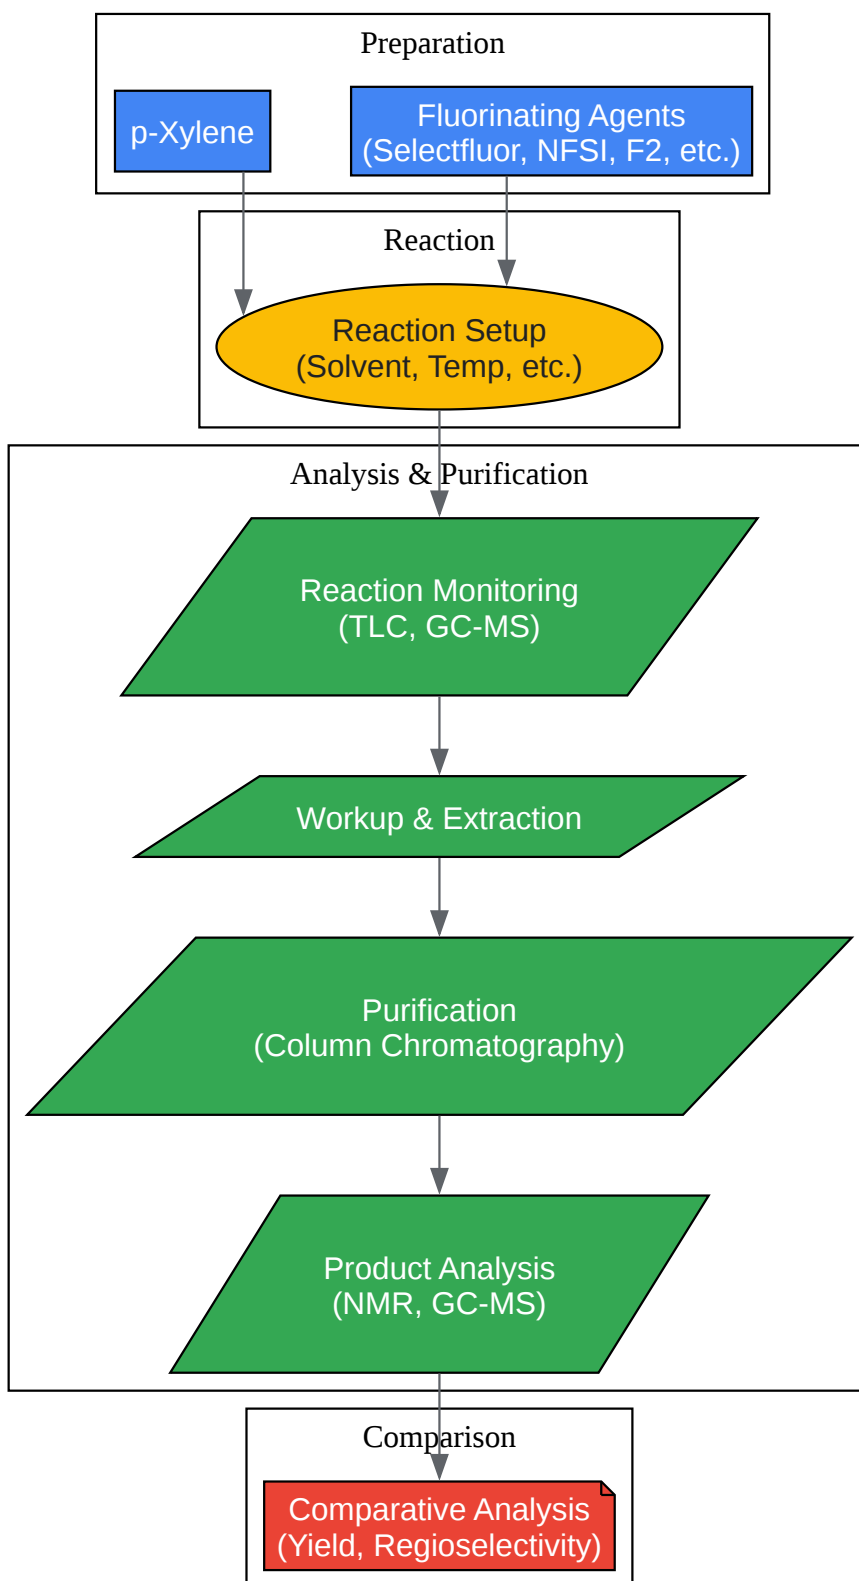 Preparation
p-Xylene
Fluorinating Agents
(Selectfluor, NFSI, F2, etc.)
Reaction
Reaction Setup
(Solvent, Temp, etc.)
Analysis & Purification
Reaction Monitoring
(TLC, GC-MS)
Workup & Extraction
Purification
(Column Chromatography)
Product Analysis
(NMR, GC-MS)
Comparison
Comparative Analysis
(Yield, Regioselectivity)